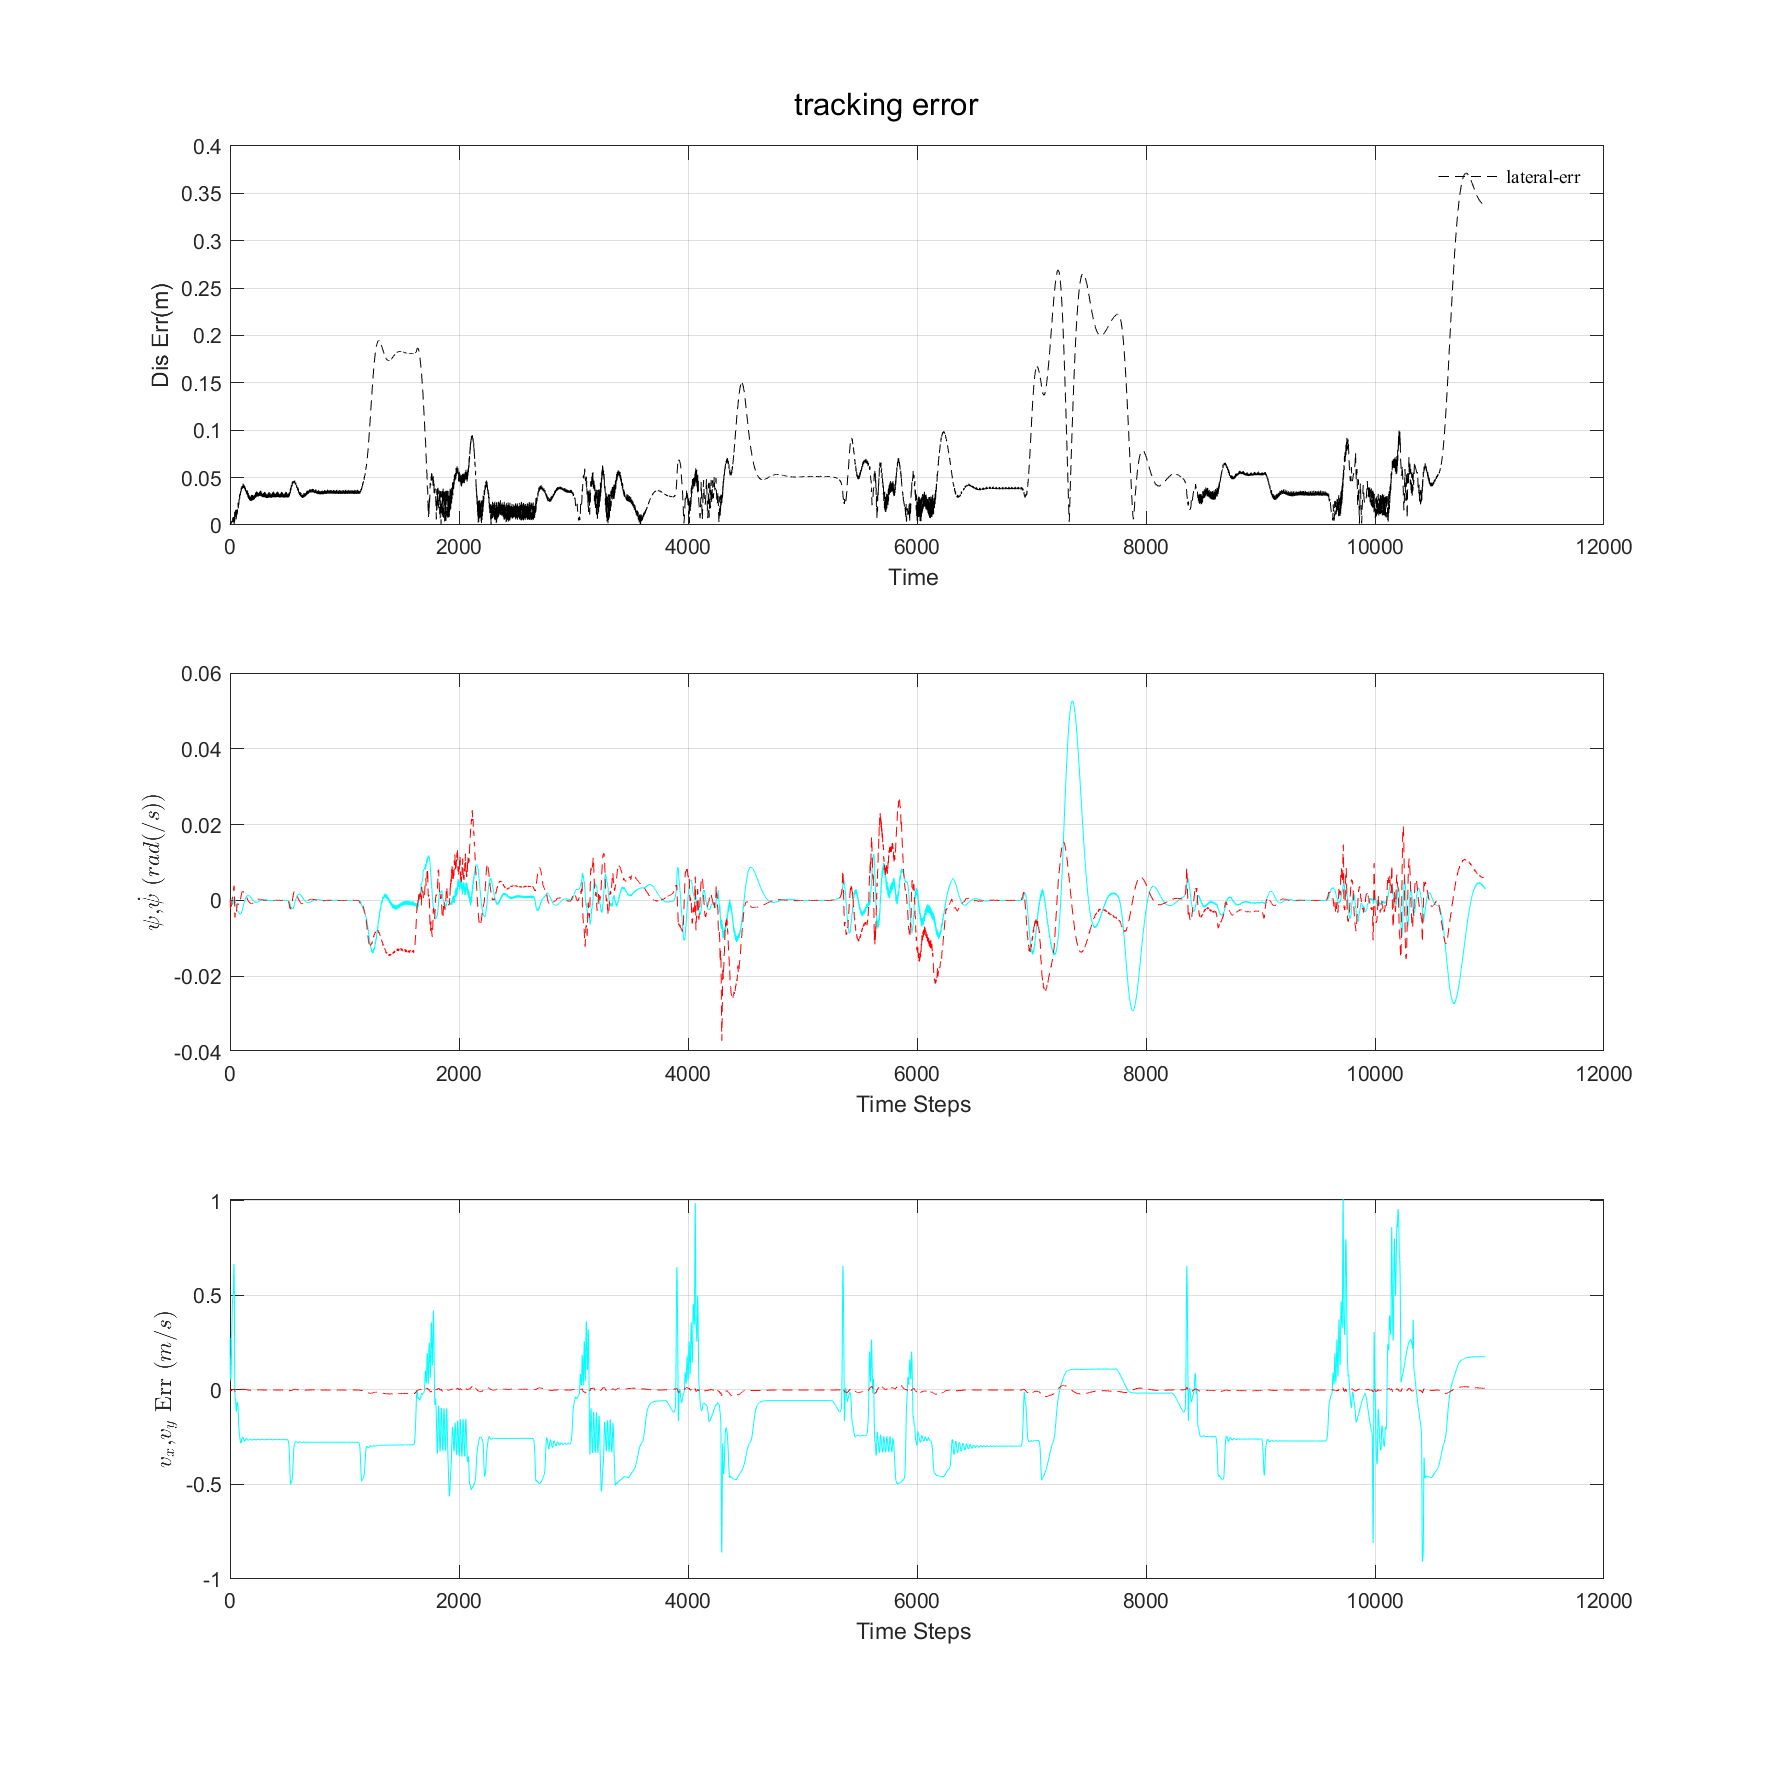 tracking error
0.4
0.35
0.3
0.25
0.2
0.15
0.1
0.05
0
Dis Err(m)
lateral-err
0 2000 4000 6000 8000 10000 12000
Time
0.06
0.04
0.02
0
-0.02
-0.04
ψ,ψ̇ (rad(/s))
0 2000 4000 6000 8000 10000 12000
Time Steps
1
0.5
0
-0.5
-1
vₓ,v_y Err (m/s)
0 2000 4000 6000 8000 10000 12000
Time Steps